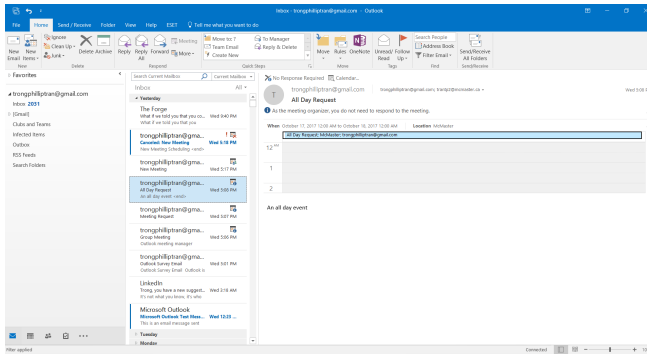 Inbox - trongphilliptran@gmail.com - Outlook
File Home Send / Receive Folder View Help ESET Tell me what you want to do
New Email
New Items
Ignore
Clean Up
Junk
Delete
Archive
Reply
Reply All
Forward
Meeting
More
Move to: ?
Team Email
Create New
To Manager
Reply & Delete
Move
Rules
OneNote
Unread/ Read
Follow Up
Search People
Address Book
Filter Email
Send/Receive All Folders
New
Delete
Respond
Quick Steps
Move
Tags
Find
Send/Receive
Favorites
trongphilliptran@gmail.com
Inbox 2031
[Gmail]
Clubs and Teams
Infected Items
Outbox
RSS Feeds
Search Folders
Search Current Mailbox
Current Mailbox
Inbox
All
Yesterday
The Forge
What if we told you that you co... Wed 9:40 PM
What if we told you that you
trongphilliptran@gma...
Canceled: New Meeting Wed 5:18 PM
New Meeting Scheduling <end>
trongphilliptran@gma...
New Meeting Wed 5:17 PM
trongphilliptran@gma...
All Day Request Wed 5:08 PM
An all day event <end>
trongphilliptran@gma...
Meeting Request Wed 5:07 PM
trongphilliptran@gma...
Group Meeting Wed 5:06 PM
Outlook meeting manager
trongphilliptran@gma...
Outlook Survey Email Wed 5:01 PM
Outlook Survey Email Outlook is
LinkedIn
Trong, you have a new suggest... Wed 2:16 AM
It's not what you know, it's who
Microsoft Outlook
Microsoft Outlook Test Mess... Wed 12:23 ...
This is an email message sent
Tuesday
Monday
No Response Required Calendar...
T
trongphilliptran@gmail.com
Wed 5:08
All Day Request
As the meeting organizer, you do not need to respond to the meeting.
When October 17, 2017 12:00 AM to October 18, 2017 12:00 AM Location McMaster
All Day Request; McMaster; trongphilliptran@gmail.com
12 AM
1
2
An all day event
Filter applied
Connected